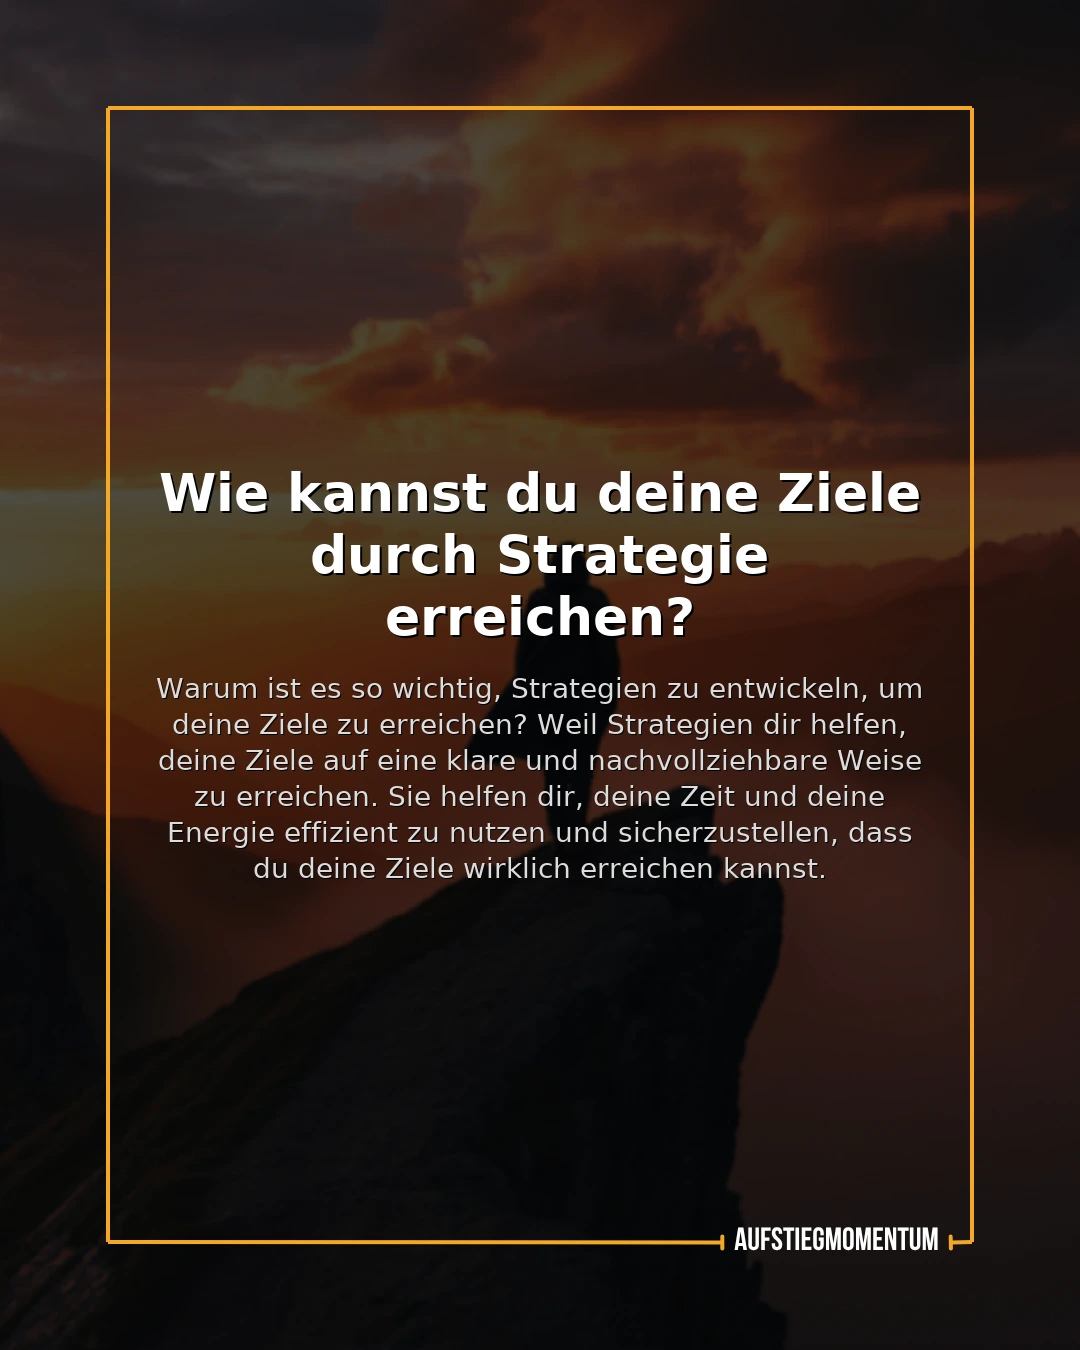 Wie kannst du deine Ziele
durch Strategie
erreichen?
Warum ist es so wichtig, Strategien zu entwickeln, um
deine Ziele zu erreichen? Weil Strategien dir helfen,
deine Ziele auf eine klare und nachvollziehbare Weise
zu erreichen. Sie helfen dir, deine Zeit und deine
Energie effizient zu nutzen und sicherzustellen, dass
du deine Ziele wirklich erreichen kannst.
AUFSTIEGMOMENTUM